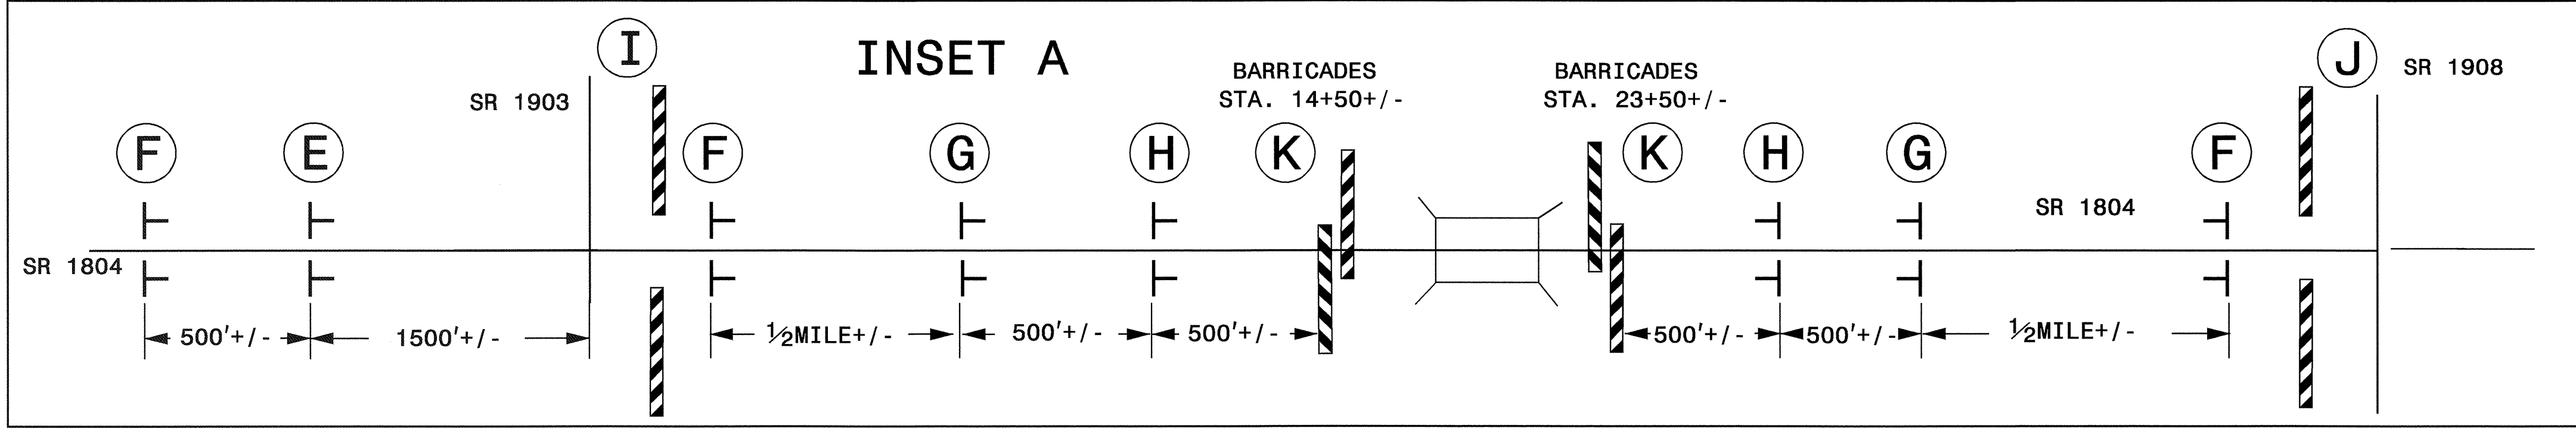 I
INSET A
J
SR 1908
BARRICADES
STA. 14+50+/-
BARRICADES
STA. 23+50+/-
SR 1903
F
E
F
G
H
K
K
H
G
F
SR 1804
SR 1804
500'+/-
1500'+/-
1/2MILE+/-
500'+/-
500'+/-
500'+/-
500'+/-
1/2MILE+/-